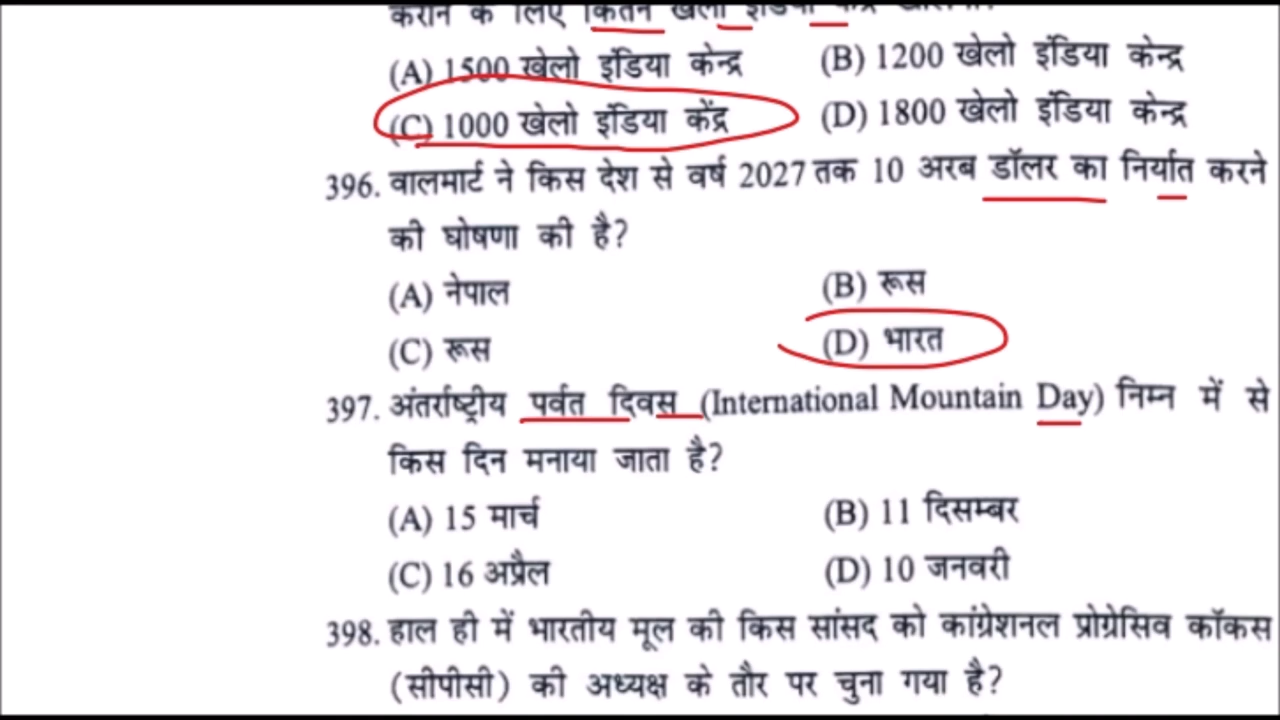 कराने के लिए कितने खेलो इंडिया केंद्र
(A) 1500 खेलो इंडिया केन्द्र (B) 1200 खेलो इंडिया केन्द्र
(C) 1000 खेलो इंडिया केंद्र (D) 1800 खेलो इंडिया केन्द्र
396. वालमार्ट ने किस देश से वर्ष 2027 तक 10 अरब डॉलर का निर्यात करने
की घोषणा की है?
(A) नेपाल (B) रूस
(C) रूस (D) भारत
397. अंतर्राष्ट्रीय पर्वत दिवस (International Mountain Day) निम्न में से
किस दिन मनाया जाता है?
(A) 15 मार्च (B) 11 दिसम्बर
(C) 16 अप्रैल (D) 10 जनवरी
398. हाल ही में भारतीय मूल की किस सांसद को कांग्रेशनल प्रोग्रेसिव कॉकस
(सीपीसी) की अध्यक्ष के तौर पर चुना गया है?